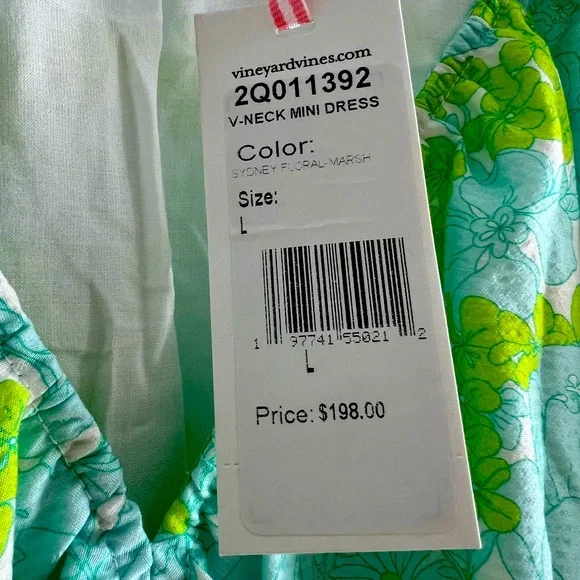 vineyardvines.com
2Q011392
V-NECK MINI DRESS
Color:
SYDNEY FLORAL-MARSH
Size:
L
1 97741 55021 2
L
Price: $198.00